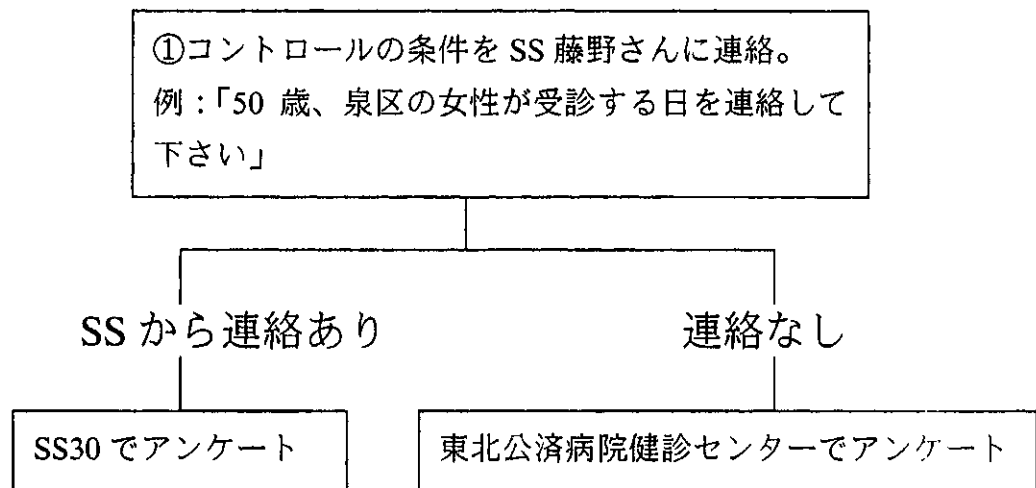 ①コントロールの条件を SS 藤野さんに連絡。
例：「50 歳、泉区の女性が受診する日を連絡して
下さい」
SS から連絡あり
連絡なし
SS30 でアンケート
東北公済病院健診センターでアンケート